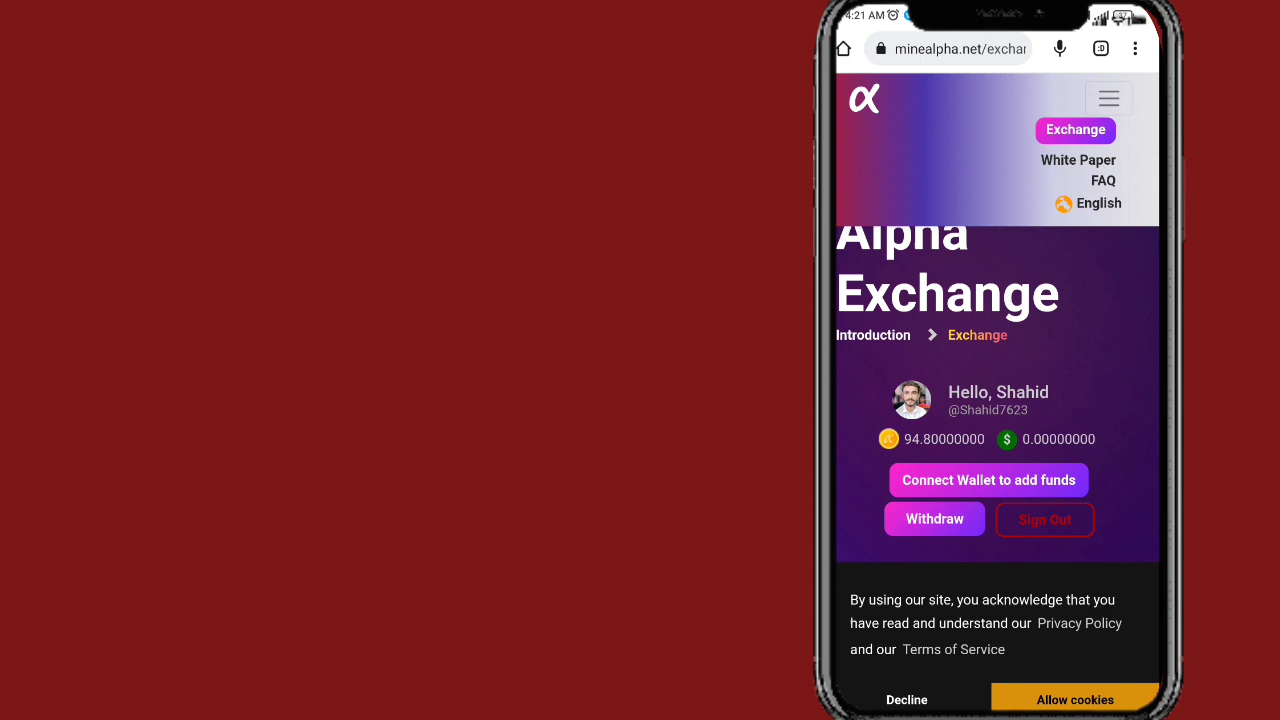 4:21 AM
37
minealpha.net/exchan
:D
α
Exchange
White Paper
FAQ
English
Alpha
Exchange
Introduction
Exchange
Hello, Shahid
@Shahid7623
94.80000000
$ 0.00000000
Connect Wallet to add funds
Withdraw
Sign Out
By using our site, you acknowledge that you
have read and understand our Privacy Policy
and our Terms of Service
Decline
Allow cookies